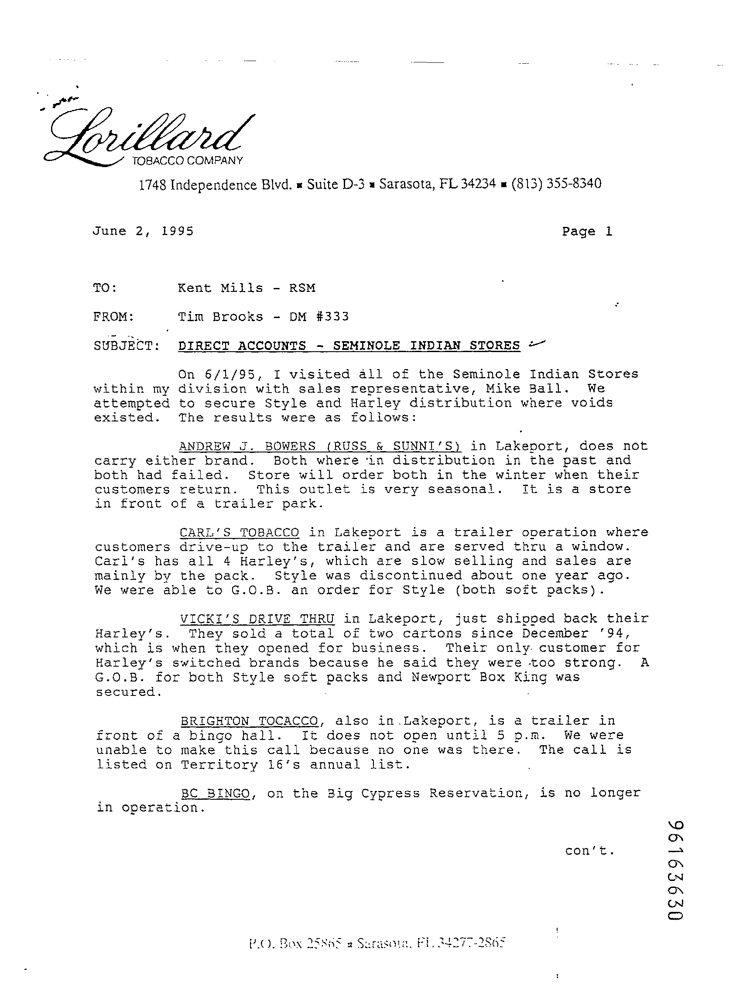 Lorillard
TOBACCO COMPANY
1748 Independence Blvd. ▪ Suite D-3 ▪ Sarasota, FL 34234 ▪ (813) 355-8340
June 2, 1995 Page 1
TO: Kent Mills - RSM
FROM: Tim Brooks - DM #333
SUBJECT: DIRECT ACCOUNTS - SEMINOLE INDIAN STORES
On 6/1/95, I visited all of the Seminole Indian Stores
within my division with sales representative, Mike Ball. We
attempted to secure Style and Harley distribution where voids
existed. The results were as follows:
ANDREW J. BOWERS (RUSS & SUNNI'S) in Lakeport, does not
carry either brand. Both where in distribution in the past and
both had failed. Store will order both in the winter when their
customers return. This outlet is very seasonal. It is a store
in front of a trailer park.
CARL'S TOBACCO in Lakeport is a trailer operation where
customers drive-up to the trailer and are served thru a window.
Carl's has all 4 Harley's, which are slow selling and sales are
mainly by the pack. Style was discontinued about one year ago.
We were able to G.O.B. an order for Style (both soft packs).
VICKI'S DRIVE THRU in Lakeport, just shipped back their
Harley's. They sold a total of two cartons since December '94,
which is when they opened for business. Their only customer for
Harley's switched brands because he said they were too strong. A
G.O.B. for both Style soft packs and Newport Box King was
secured.
BRIGHTON TOCACCO, also in Lakeport, is a trailer in
front of a bingo hall. It does not open until 5 p.m. We were
unable to make this call because no one was there. The call is
listed on Territory 16's annual list.
BC BINGO, on the Big Cypress Reservation, is no longer
in operation.
con't.
96163630
P.O. Box 25865 ▪ Sarasota, FL 34277-2865